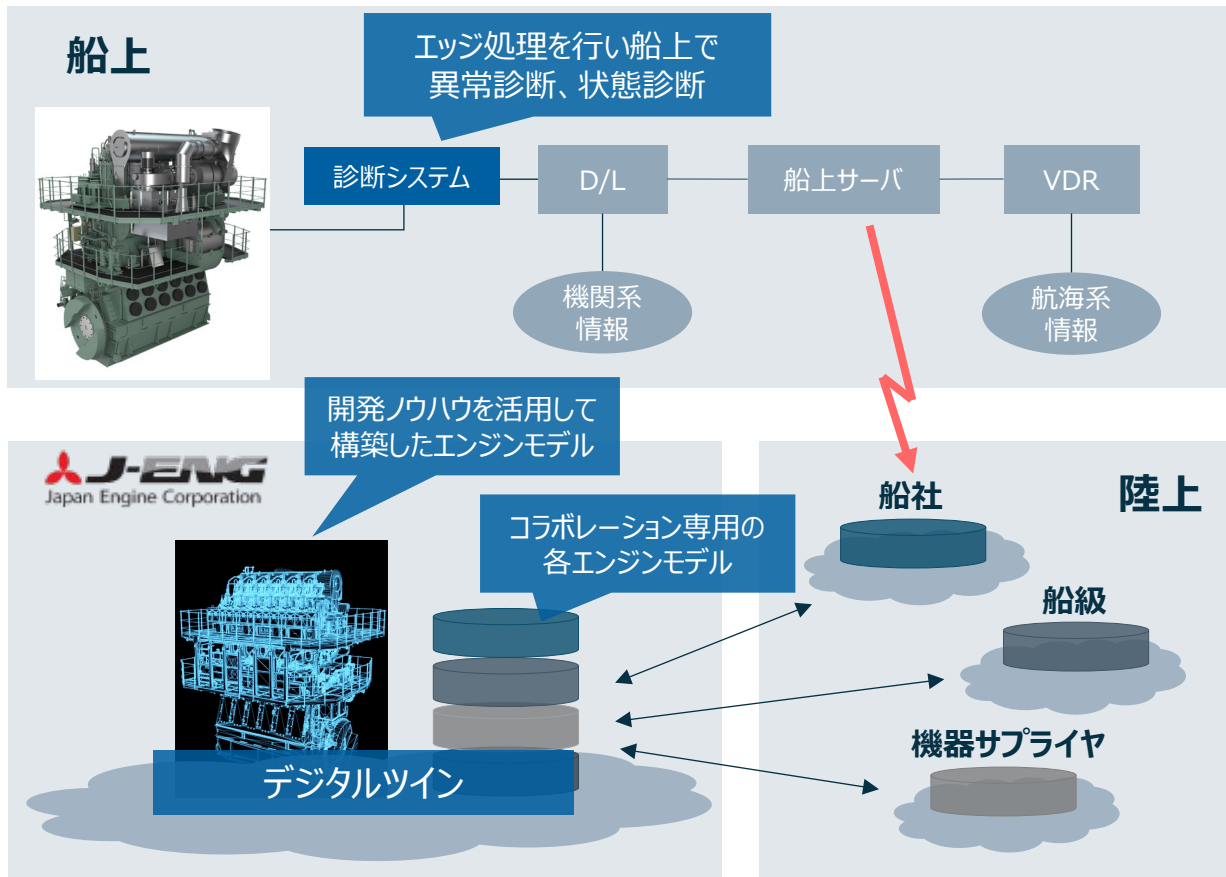 船上
エッジ処理を行い船上で
異常診断、状態診断
診断システム
D/L
船上サーバ
VDR
機関系
情報
航海系
情報
J-ENG
Japan Engine Corporation
開発ノウハウを活用して
構築したエンジンモデル
コラボレーション専用の
各エンジンモデル
デジタルツイン
陸上
船社
船級
機器サプライヤ